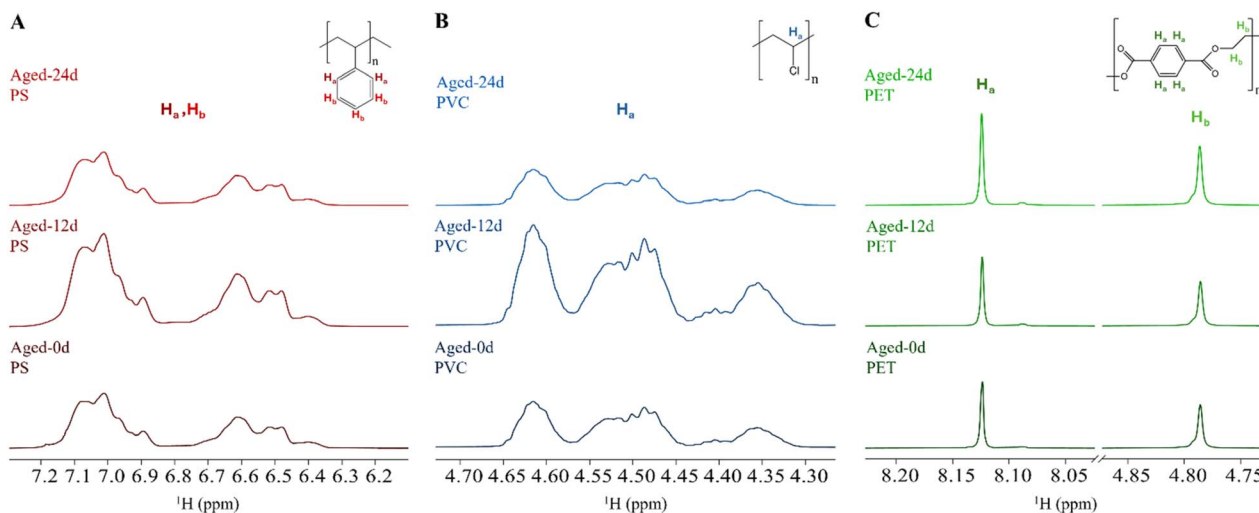 A
n
Ha
Ha
Hb
Hb
Hb
Aged-24d
PS
Ha,Hb
Aged-12d
PS
Aged-0d
PS
7.2 7.1 7.0 6.9 6.8 6.7 6.6 6.5 6.4 6.3 6.2
1H (ppm)
B
Ha
Cl
n
Aged-24d
PVC
Ha
Aged-12d
PVC
Aged-0d
PVC
4.70 4.66 4.60 4.55 4.50 4.45 4.40 4.35 4.30
1H (ppm)
C
Hb
Ha Ha
O
O
Hb
O
O
Ha Ha
n
Aged-24d
PET
Ha
Hb
Aged-12d
PET
Aged-0d
PET
8.20 8.15 8.10 8.05 4.85 4.80 4.75
1H (ppm)